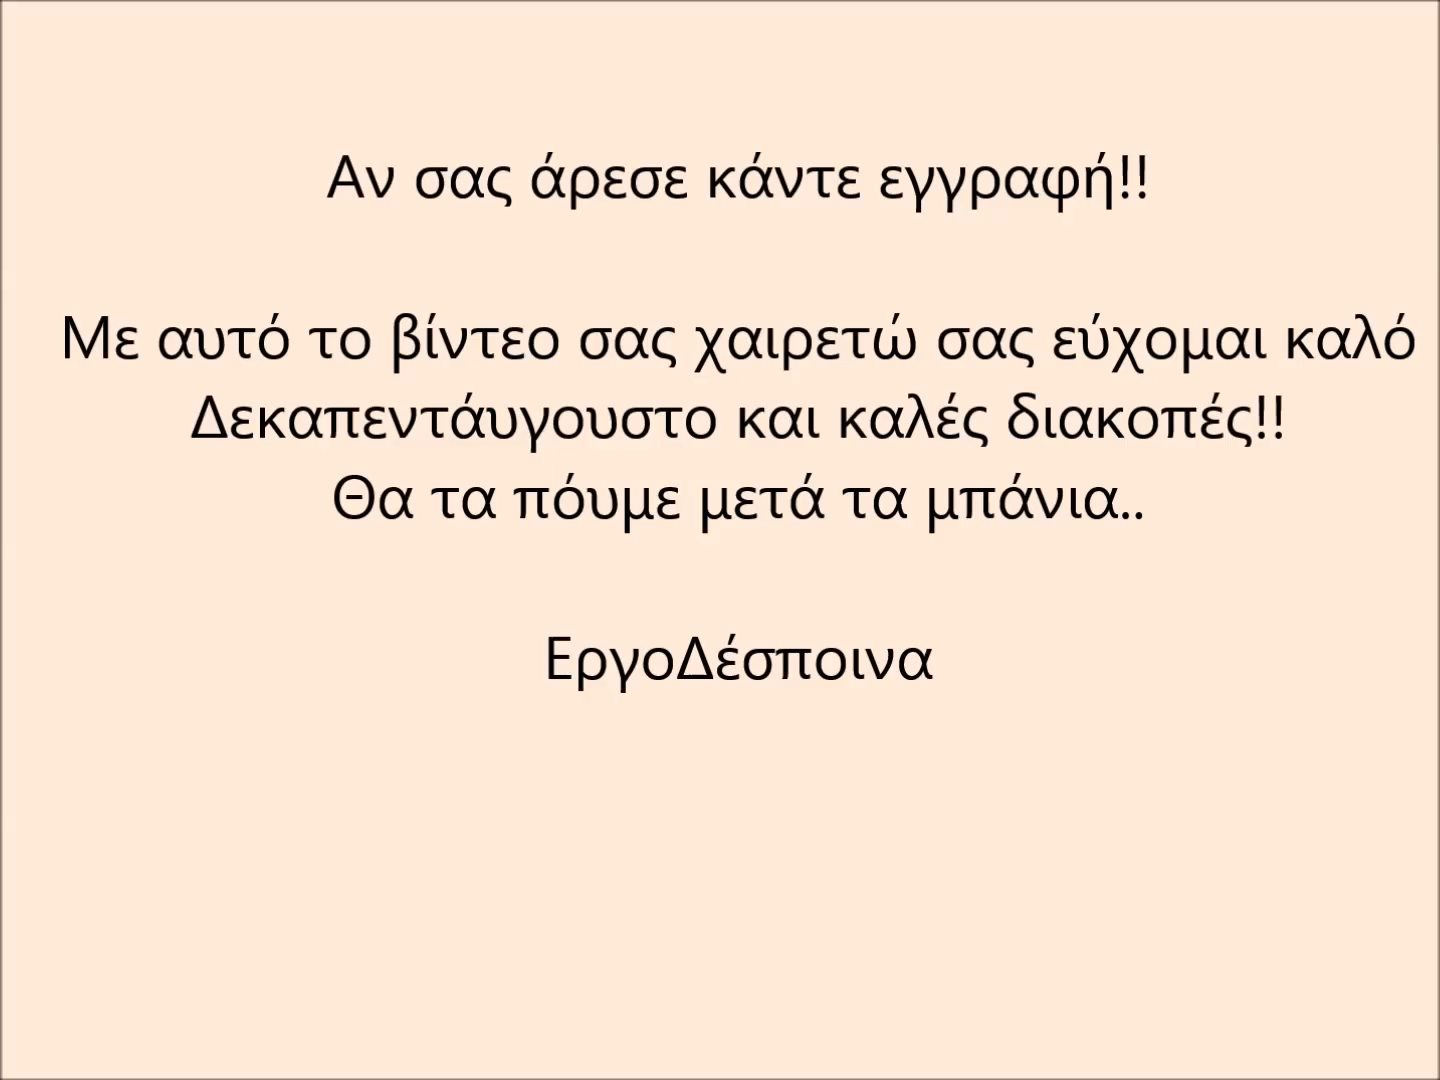 Αν σας άρεσε κάντε εγγραφή!!
Με αυτό το βίντεο σας χαιρετώ σας εύχομαι καλό
Δεκαπεντάυγουστο και καλές διακοπές!!
Θα τα πόυμε μετά τα μπάνια..
ΕργοΔέσποινα